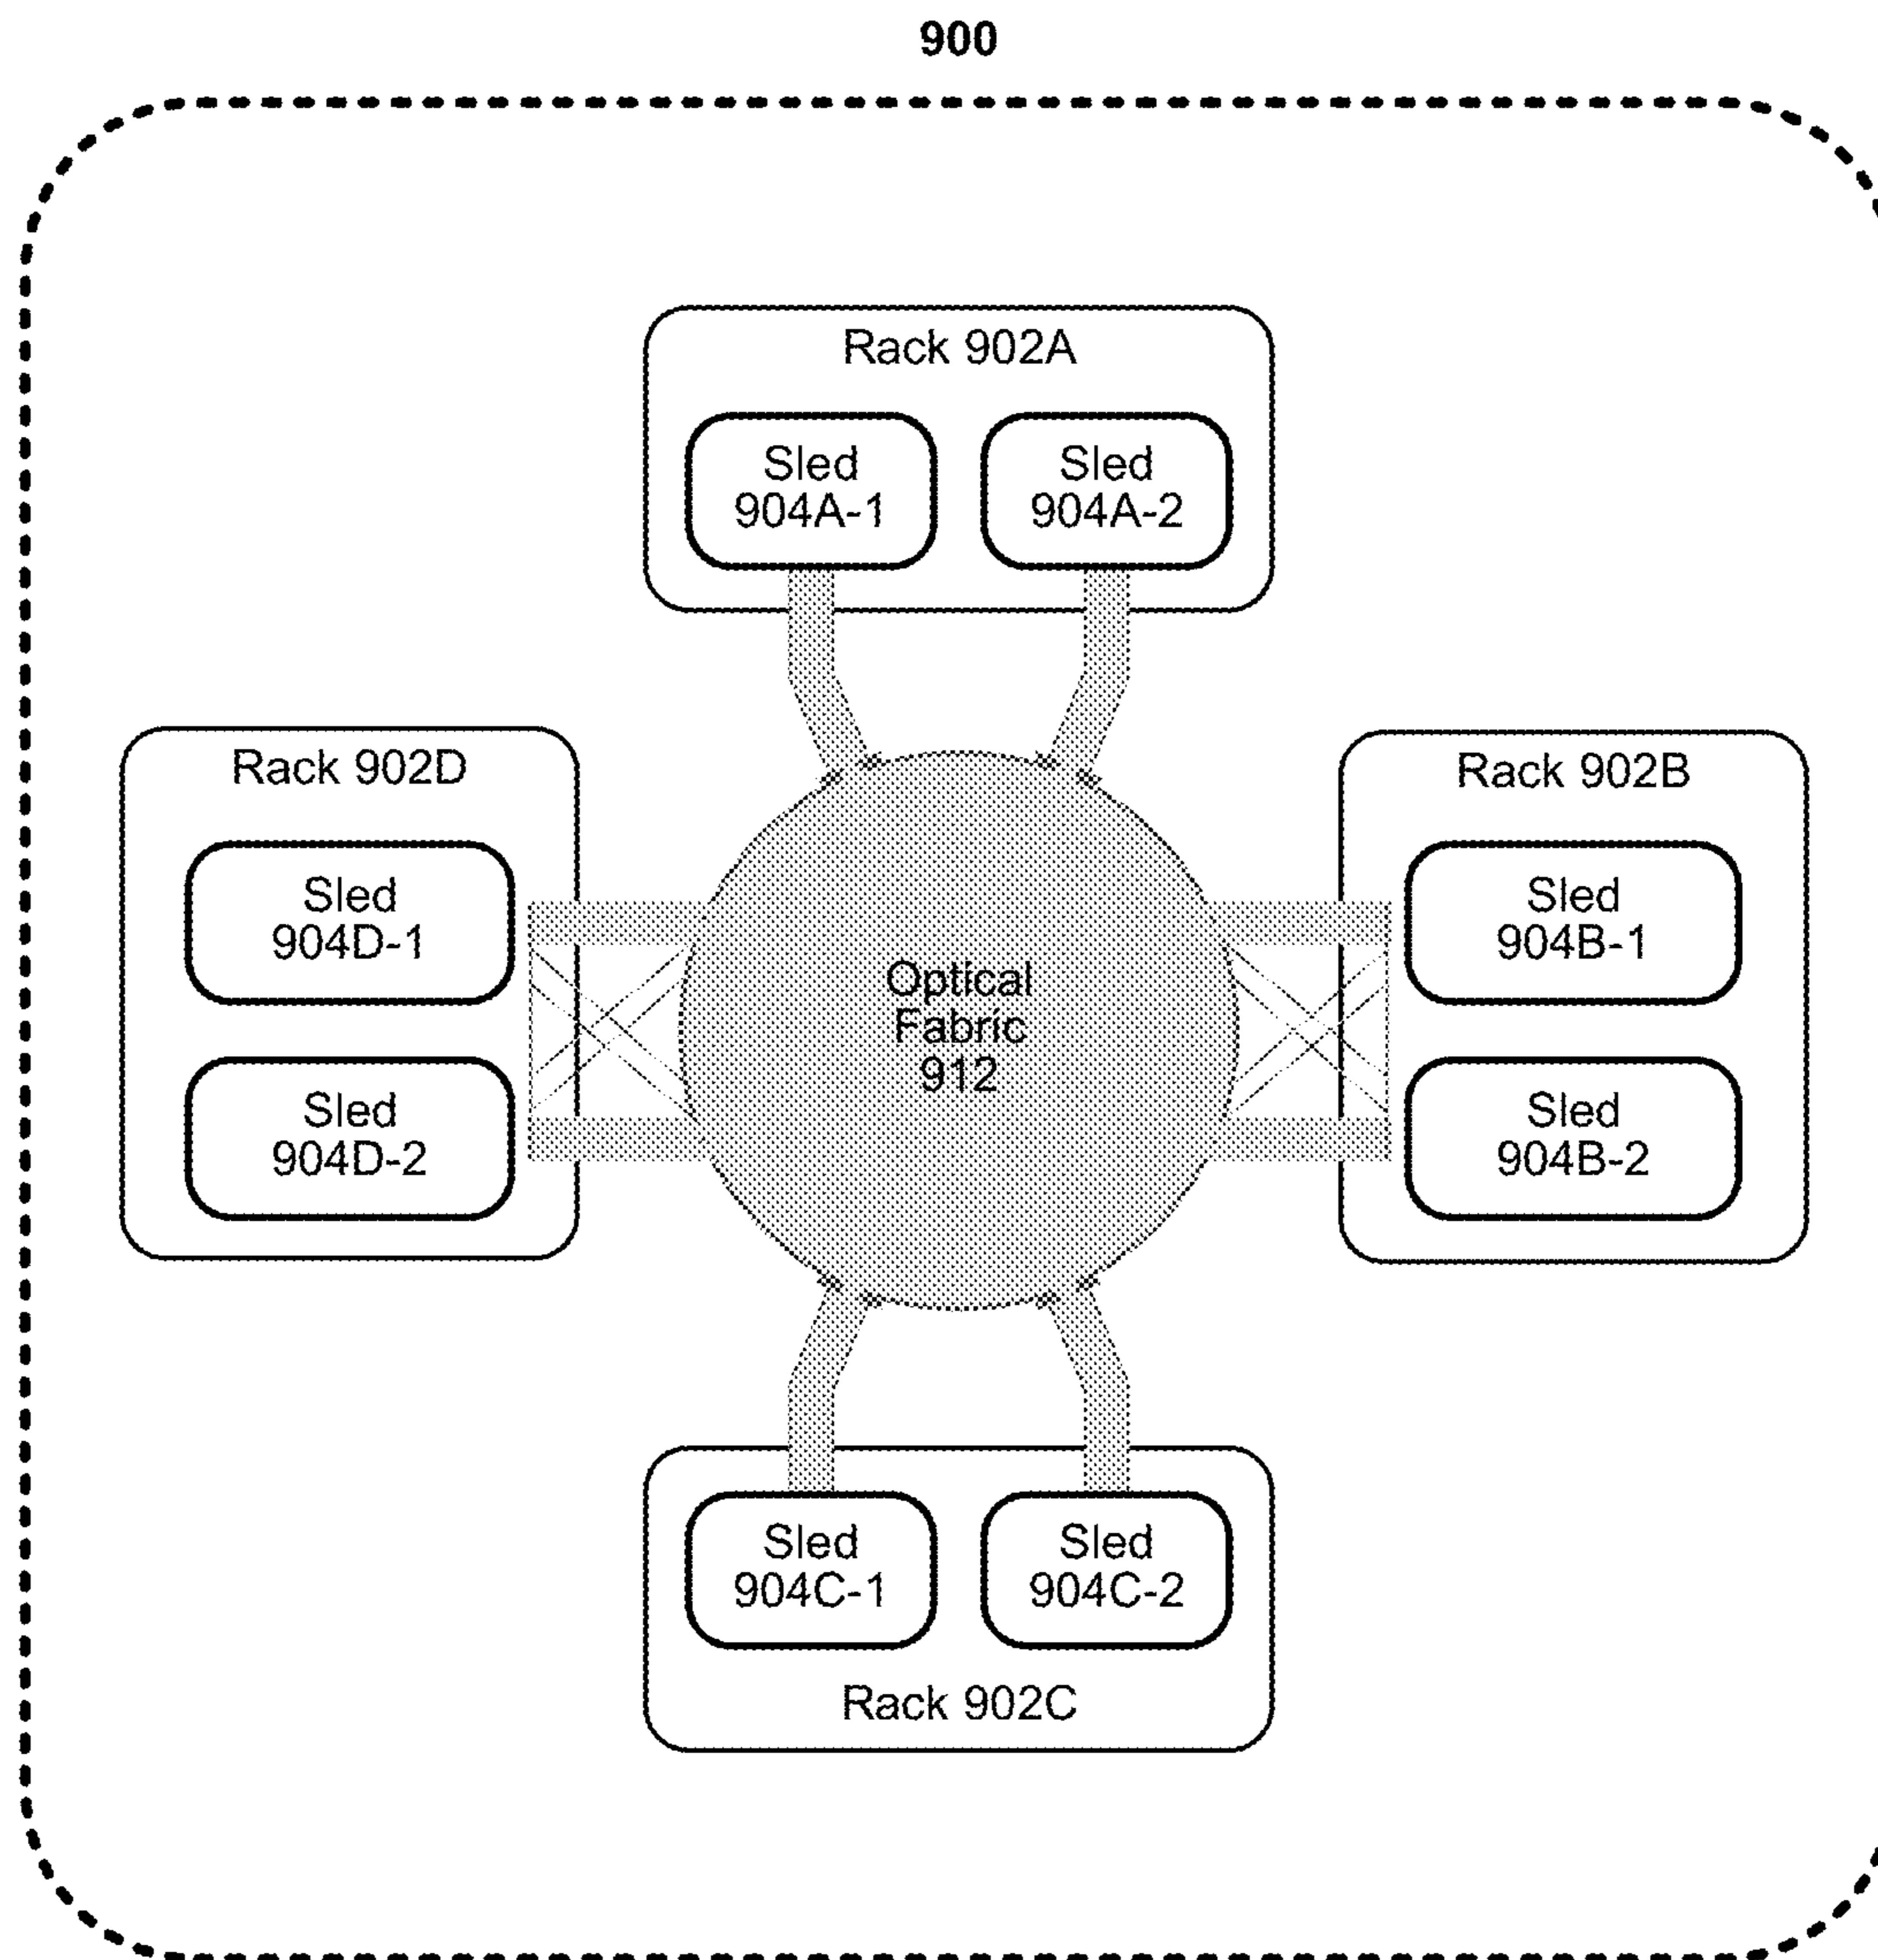 900
Rack 902A
Sled
904A-1
Sled
904A-2
Rack 902D
Sled
904D-1
Sled
904D-2
Optical
Fabric
912
Rack 902B
Sled
904B-1
Sled
904B-2
Sled
904C-1
Sled
904C-2
Rack 902C